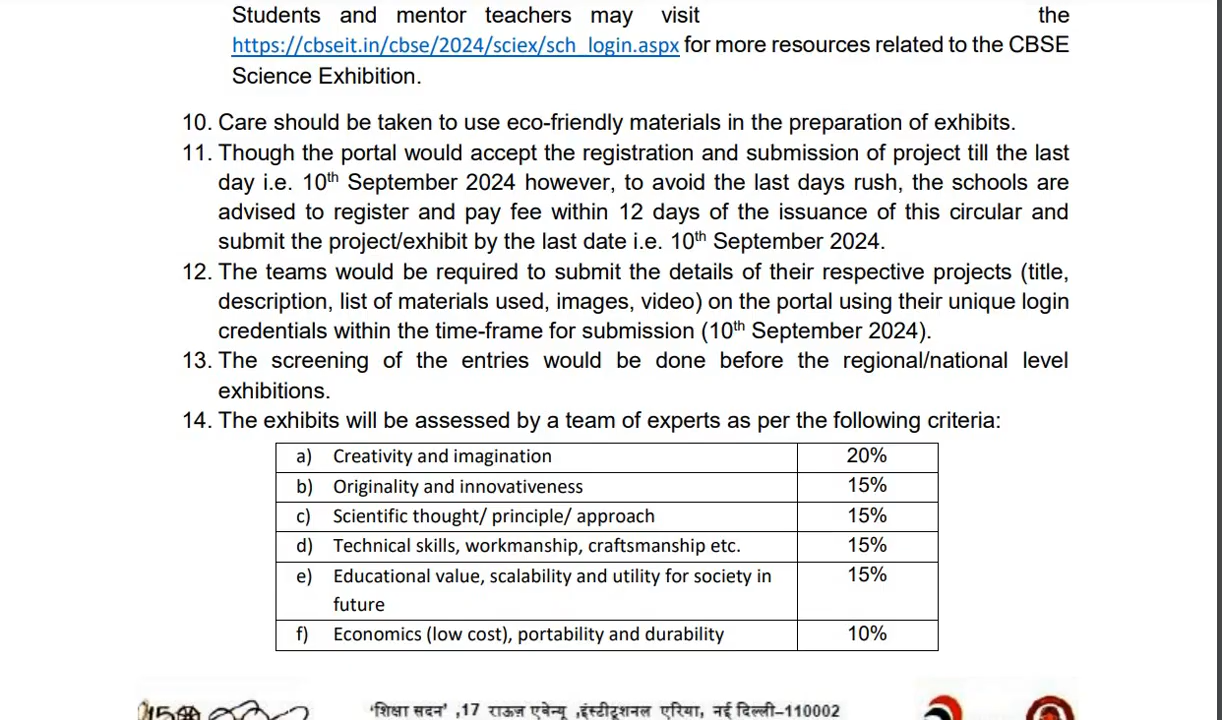 Students and mentor teachers may visit the
https://cbseit.in/cbse/2024/sciex/sch_login.aspx for more resources related to the CBSE
Science Exhibition.
10. Care should be taken to use eco-friendly materials in the preparation of exhibits.
11. Though the portal would accept the registration and submission of project till the last
day i.e. 10th September 2024 however, to avoid the last days rush, the schools are
advised to register and pay fee within 12 days of the issuance of this circular and
submit the project/exhibit by the last date i.e. 10th September 2024.
12. The teams would be required to submit the details of their respective projects (title,
description, list of materials used, images, video) on the portal using their unique login
credentials within the time-frame for submission (10th September 2024).
13. The screening of the entries would be done before the regional/national level
exhibitions.
14. The exhibits will be assessed by a team of experts as per the following criteria:
a) Creativity and imagination 20%
b) Originality and innovativeness 15%
c) Scientific thought/ principle/ approach 15%
d) Technical skills, workmanship, craftsmanship etc. 15%
e) Educational value, scalability and utility for society in 15%
future
f) Economics (low cost), portability and durability 10%
'शिक्षा सदन' ,17 राऊज़ एवेन्यू ,इंस्टीटूशनल एरिया, नई दिल्ली–110002